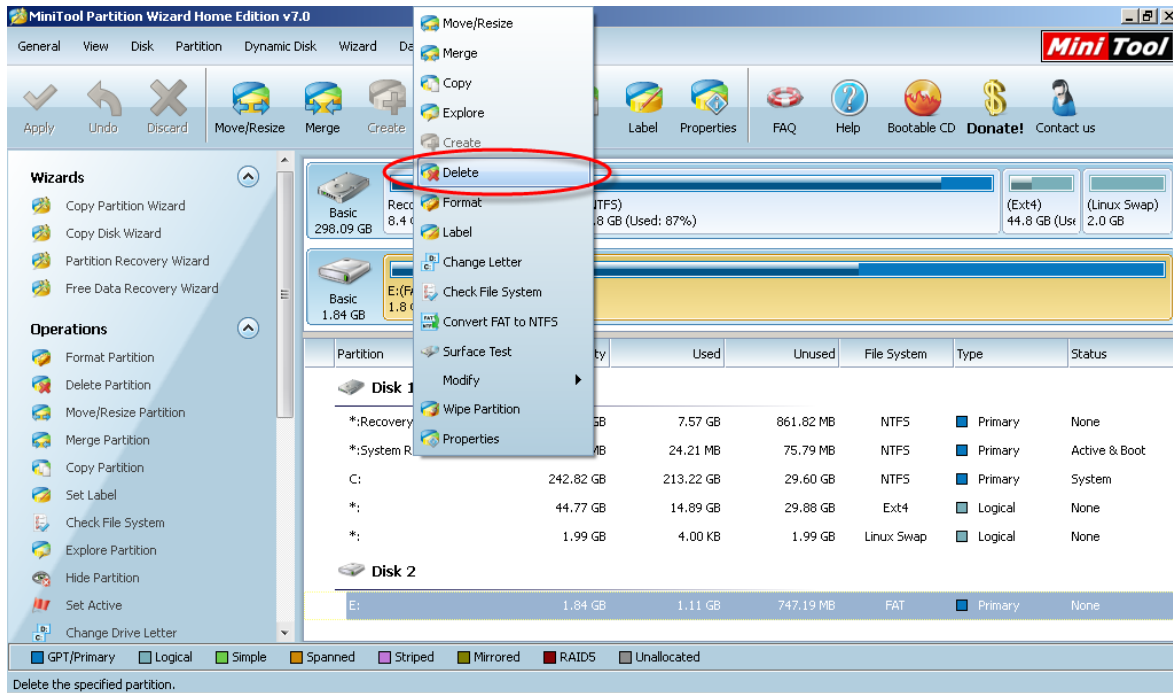 MiniTool Partition Wizard Home Edition v7.0
General View Disk Partition Dynamic Disk Wizard Da
Mini Tool
Apply Undo Discard Move/Resize Merge Create Label Properties FAQ Help Bootable CD Donate! Contact us
Move/Resize
Merge
Copy
Explore
Create
Delete
Format
Label
Change Letter
Check File System
Convert FAT to NTFS
Surface Test
Modify
Wipe Partition
Properties
Wizards
Copy Partition Wizard
Copy Disk Wizard
Partition Recovery Wizard
Free Data Recovery Wizard
Operations
Format Partition
Delete Partition
Move/Resize Partition
Merge Partition
Copy Partition
Set Label
Check File System
Explore Partition
Hide Partition
Set Active
Change Drive Letter
Basic
298.09 GB
Reco
8.4
TFS)
.8 GB (Used: 87%)
(Ext4)
44.8 GB (Use
(Linux Swap)
2.0 GB
Basic
1.84 GB
E:(FA
1.8
Partition ty Used Unused File System Type Status
Disk 1
*:Recovery GB 7.57 GB 861.82 MB NTFS Primary None
*:System R MB 24.21 MB 75.79 MB NTFS Primary Active & Boot
C: 242.82 GB 213.22 GB 29.60 GB NTFS Primary System
*: 44.77 GB 14.89 GB 29.88 GB Ext4 Logical None
*: 1.99 GB 4.00 KB 1.99 GB Linux Swap Logical None
Disk 2
E: 1.84 GB 1.11 GB 747.19 MB FAT Primary None
GPT/Primary Logical Simple Spanned Striped Mirrored RAID5 Unallocated
Delete the specified partition.